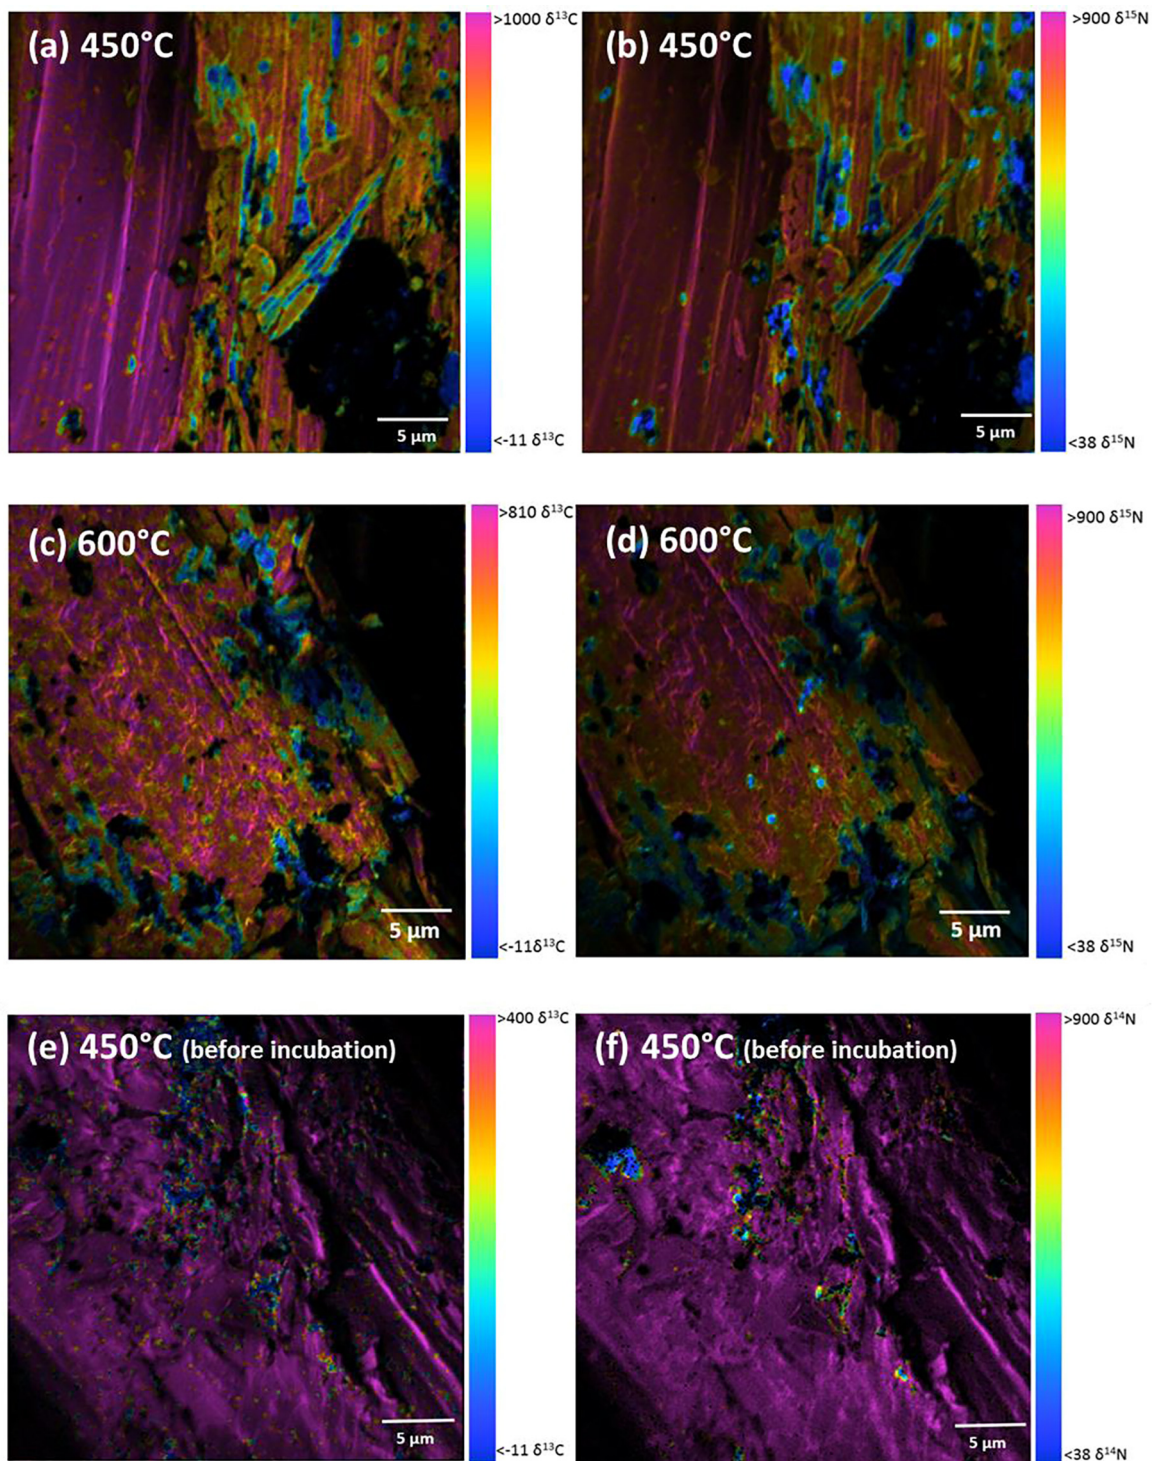 (a) 450°C
>1000 δ¹³C
5 µm
<-11 δ¹³C
(b) 450°C
>900 δ¹⁵N
5 µm
<38 δ¹⁵N
(c) 600°C
>810 δ¹³C
5 µm
<-11δ¹³C
(d) 600°C
>900 δ¹⁵N
5 µm
<38 δ¹⁵N
(e) 450°C (before incubation)
>400 δ¹³C
5 µm
<-11 δ¹³C
(f) 450°C (before incubation)
>900 δ¹⁴N
5 µm
<38 δ¹⁴N